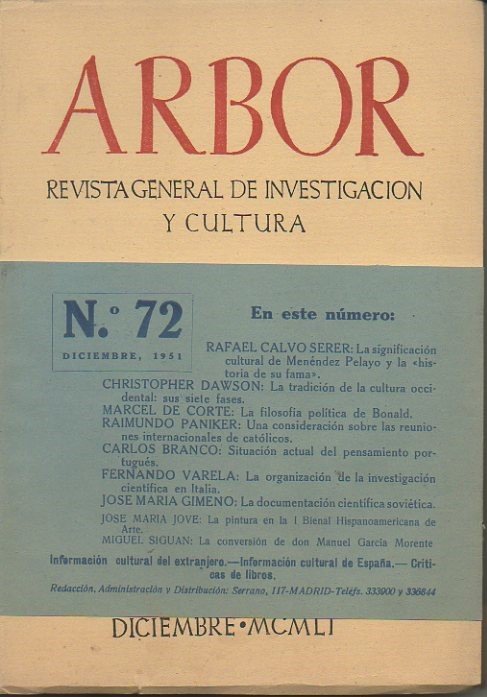 ARBOR
REVISTA GENERAL DE INVESTIGACION
Y CULTURA
N.º 72
DICIEMBRE, 1951
En este número:
RAFAEL CALVO SERER: La significación
cultural de Menéndez Pelayo y la «his-
toria de su fama».
CHRISTOPHER DAWSON: La tradición de la cultura occi-
dental: sus siete fases.
MARCEL DE CORTE: La filosofía política de Bonald.
RAIMUNDO PANIKER: Una consideración sobre las reunio-
nes internacionales de católicos.
CARLOS BRANCO: Situación actual del pensamiento por-
tugués.
FERNANDO VARELA: La organización de la investigación
científica en Italia.
JOSE MARIA GIMENO: La documentación científica soviética.
JOSE MARIA JOVE: La pintura en la I Bienal Hispanoamericana de
Arte.
MIGUEL SIGUAN: La conversión de don Manuel García Morente
Información cultural del extranjero.—Información cultural de España.—Críti-
cas de libros.
Redacción, Administración y Distribución: Serrano, 117-MADRID-Teléfs. 333900 y 336844
DICIEMBRE • MCMLI